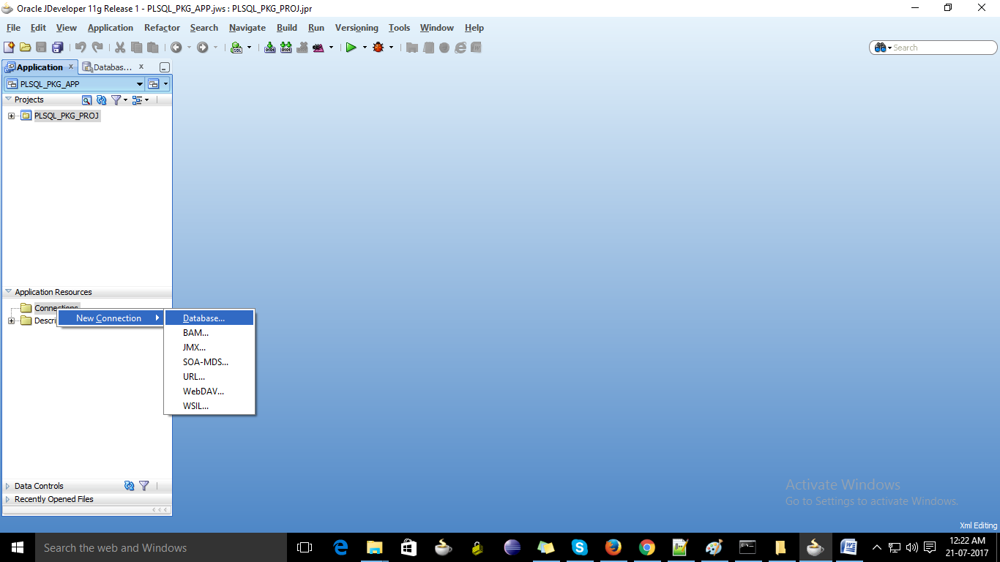 Oracle JDeveloper 11g Release 1 - PLSQL_PKG_APP.jws : PLSQL_PKG_PROJ.jpr
File Edit View Application Refactor Search Navigate Build Run Versioning Tools Window Help
Search
Application Databas...
PLSQL_PKG_APP
Projects
PLSQL_PKG_PROJ
Application Resources
Connections
New Connection Database...
Descri
BAM...
JMX...
SOA-MDS...
URL...
WebDAV...
WSIL...
Data Controls
Recently Opened Files
Activate Windows
Go to Settings to activate Windows.
Xml Editing
Search the web and Windows
12:22 AM
21-07-2017